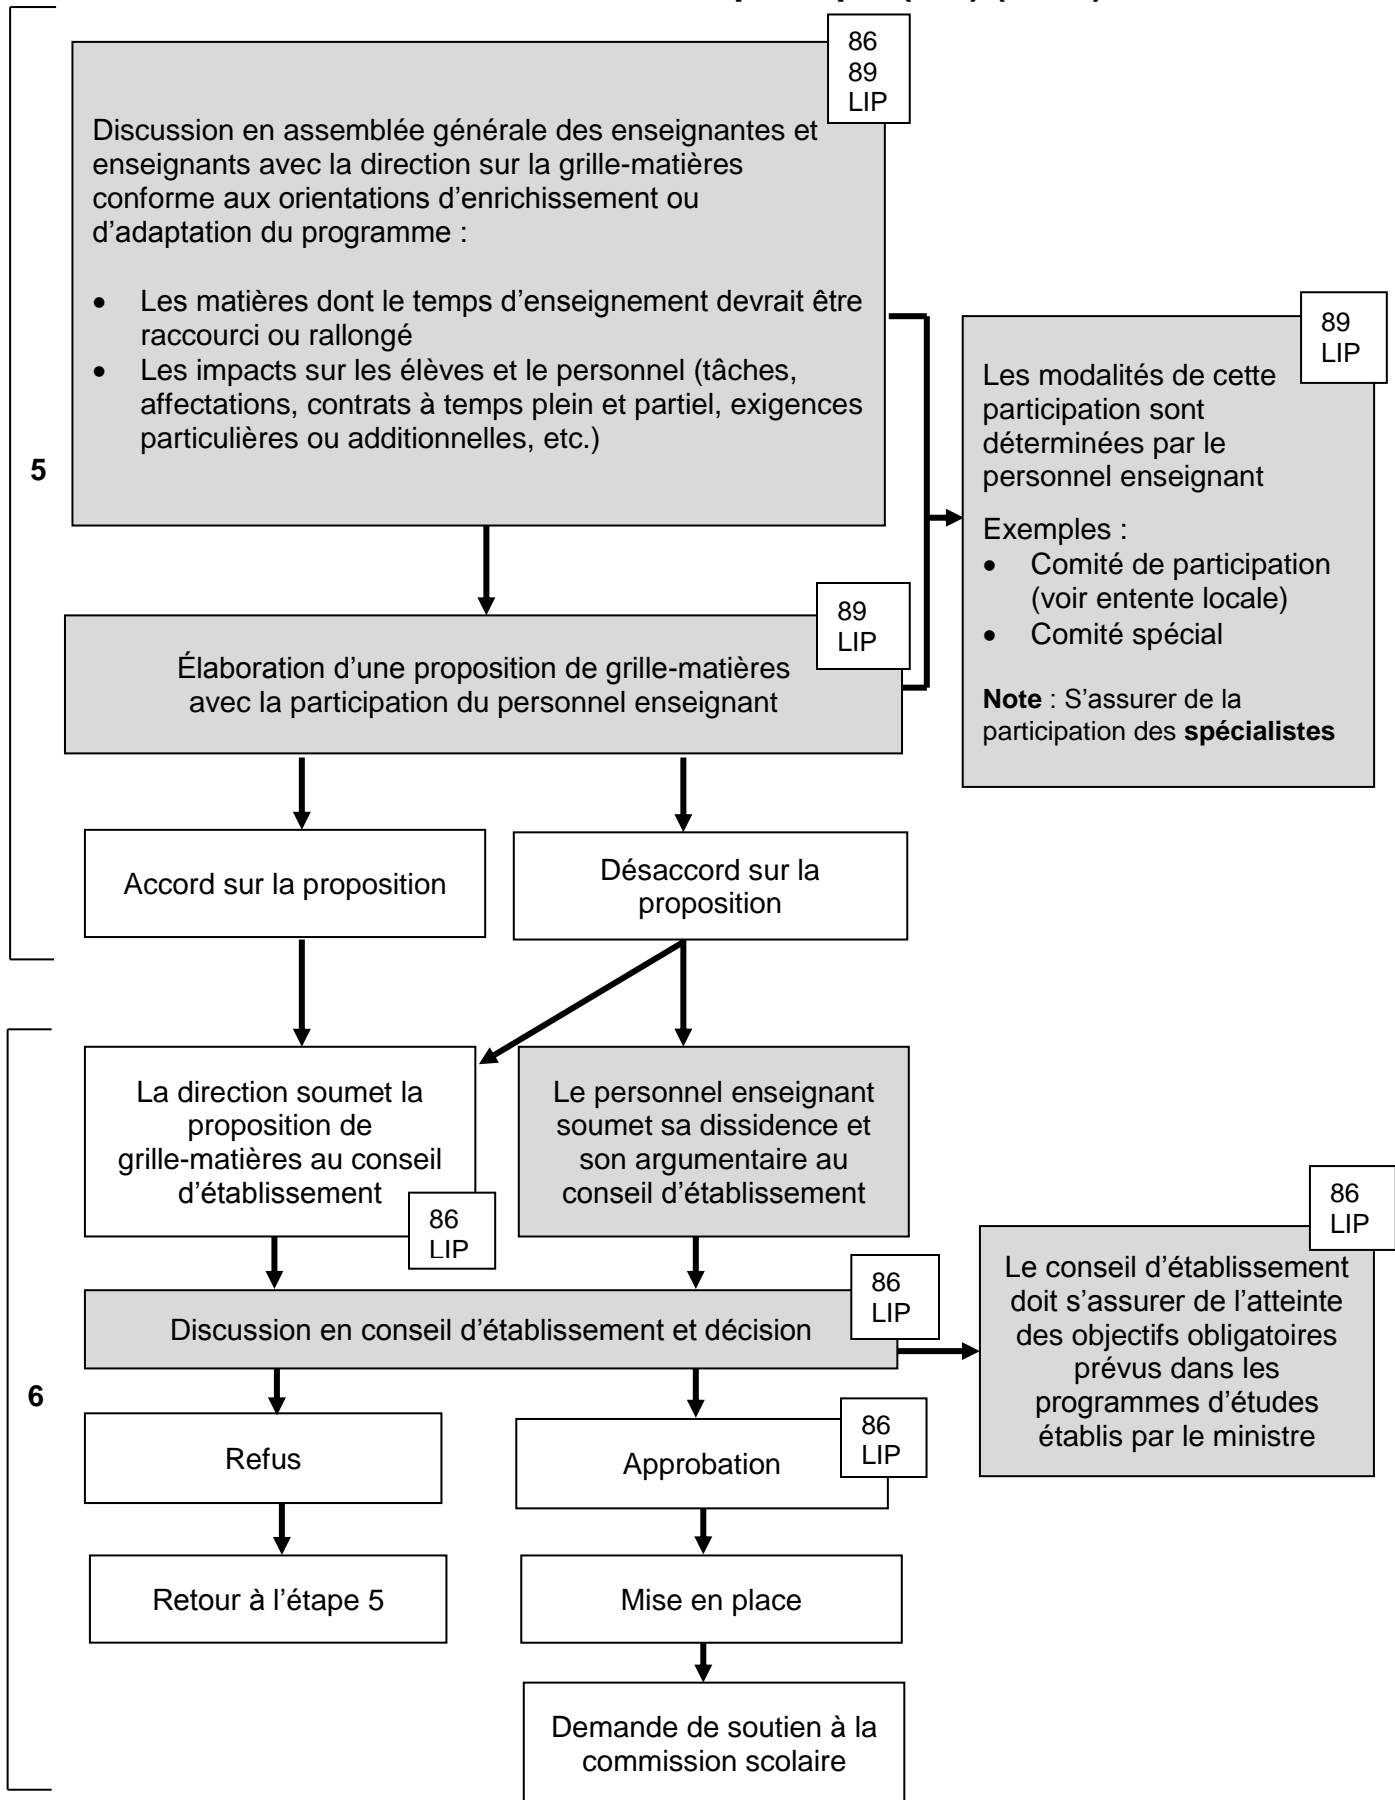 86
89
LIP
Discussion en assemblée générale des enseignantes et
enseignants avec la direction sur la grille-matières
conforme aux orientations d'enrichissement ou
d'adaptation du programme :
• Les matières dont le temps d'enseignement devrait être
raccourci ou rallongé
• Les impacts sur les élèves et le personnel (tâches,
affectations, contrats à temps plein et partiel, exigences
particulières ou additionnelles, etc.)
5
89
LIP
Les modalités de cette
participation sont
déterminées par le
personnel enseignant
Exemples :
• Comité de participation
(voir entente locale)
• Comité spécial
Note : S'assurer de la
participation des spécialistes
89
LIP
Élaboration d'une proposition de grille-matières
avec la participation du personnel enseignant
Accord sur la proposition
Désaccord sur la
proposition
La direction soumet la
proposition de
grille-matières au conseil
d'établissement
86
LIP
Le personnel enseignant
soumet sa dissidence et
son argumentaire au
conseil d'établissement
86
LIP
Discussion en conseil d'établissement et décision
86
LIP
Le conseil d'établissement
doit s'assurer de l'atteinte
des objectifs obligatoires
prévus dans les
programmes d'études
établis par le ministre
6
Refus
86
LIP
Approbation
Retour à l'étape 5
Mise en place
Demande de soutien à la
commission scolaire